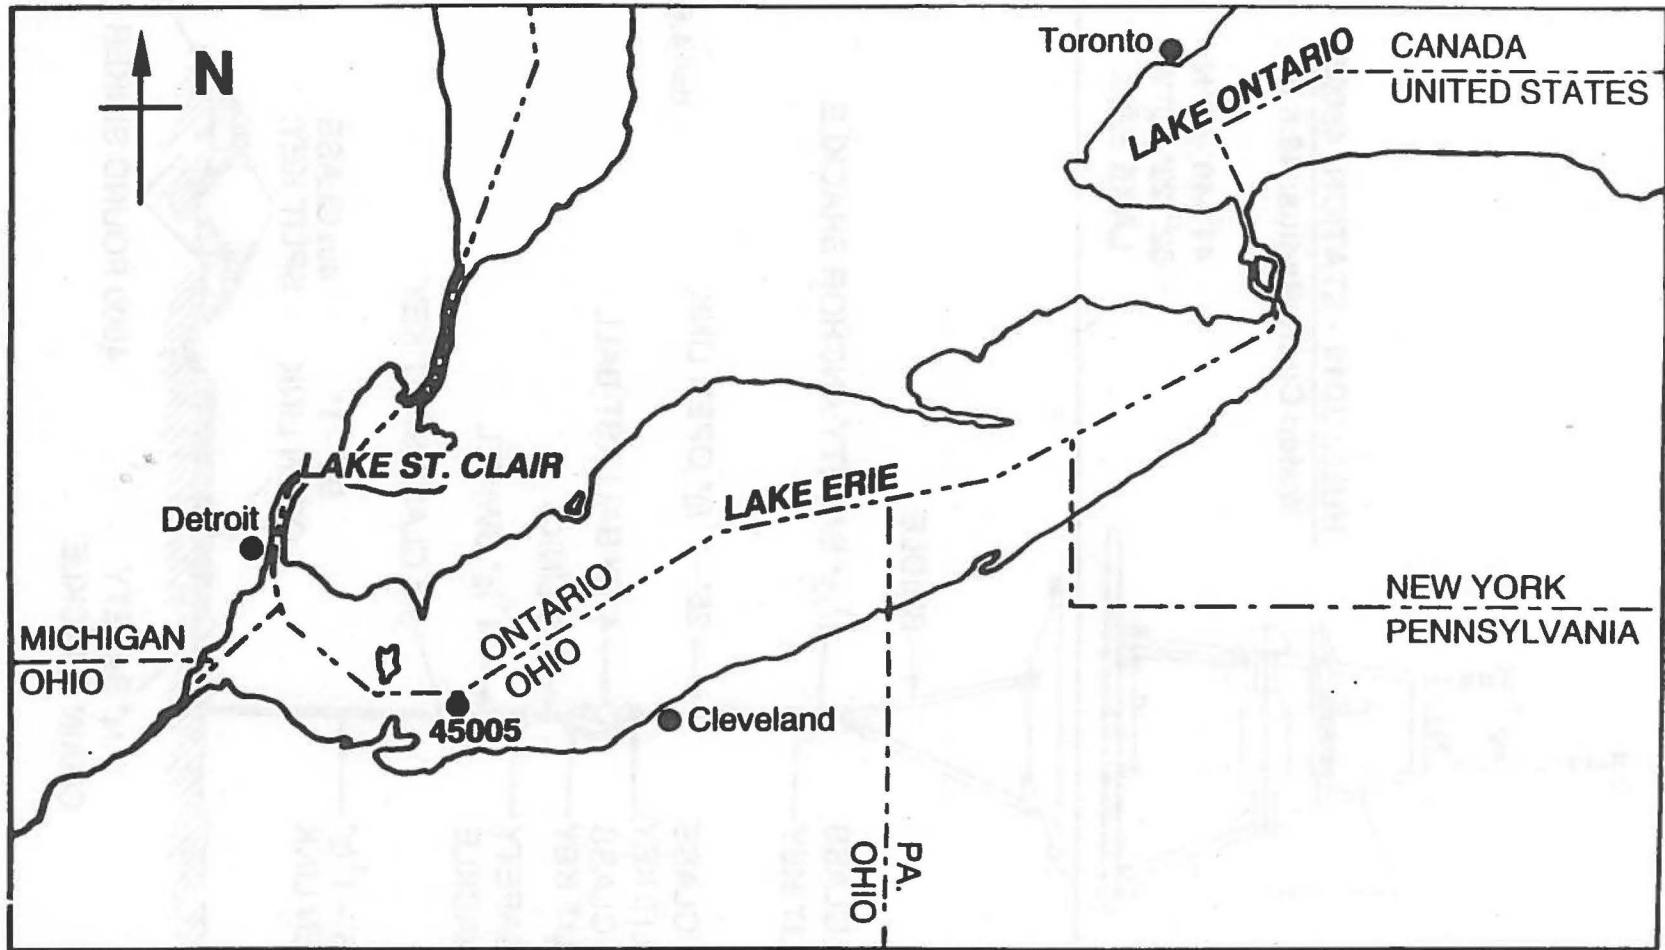 N
Toronto
LAKE ONTARIO
CANADA
UNITED STATES
LAKE ST. CLAIR
Detroit
LAKE ERIE
ONTARIO
OHIO
MICHIGAN
OHIO
NEW YORK
PENNSYLVANIA
45005
Cleveland
PA.
OHIO